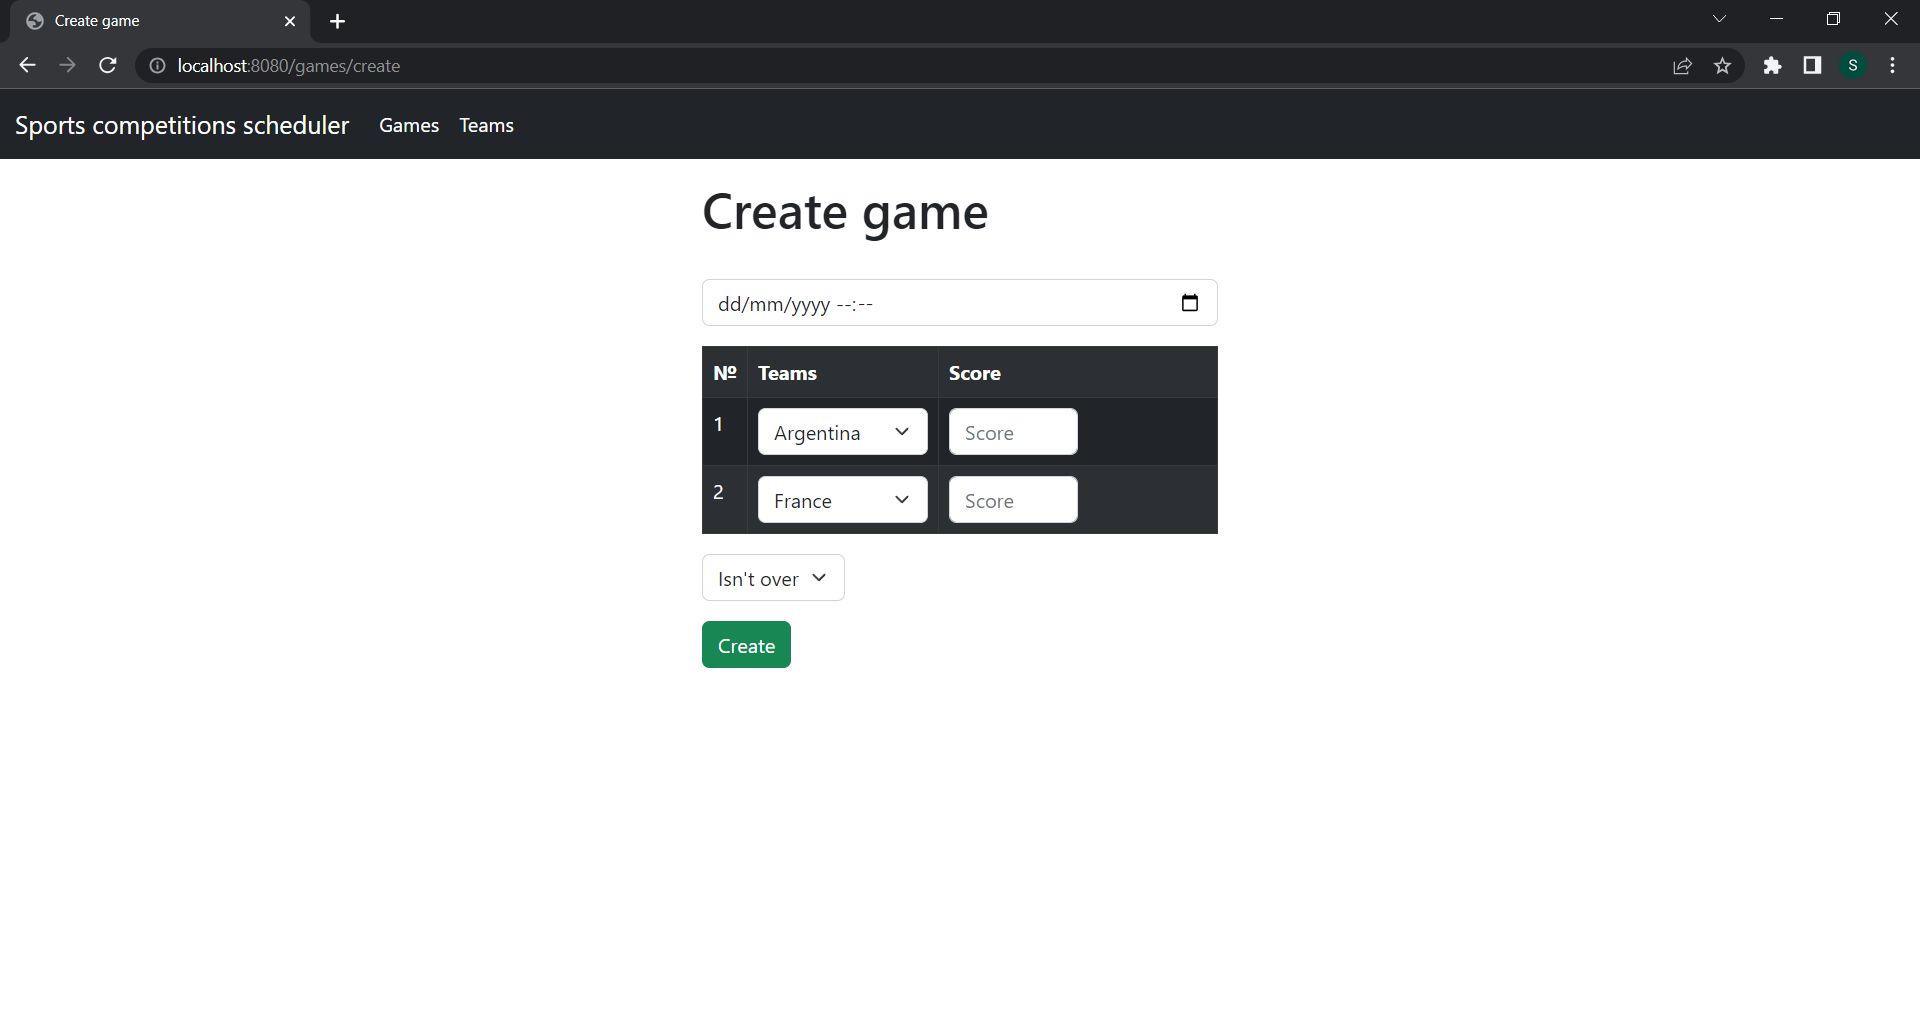 Create game
localhost:8080/games/create
S
Sports competitions scheduler Games Teams
Create game
dd/mm/yyyy --:--
№ Teams Score
1 Argentina Score
2 France Score
Isn't over
Create